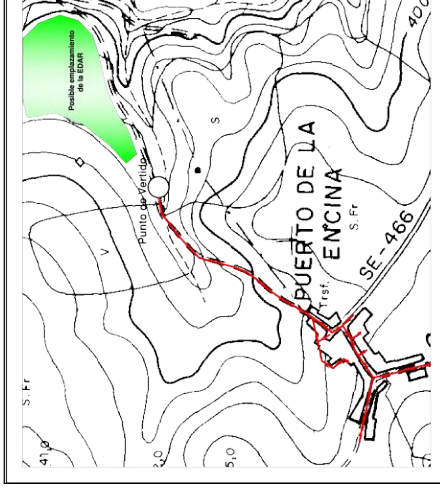 Posible emplazamiento
de la EDAR
400
Punto de Vertido
S
V
PUERTO DE LA
ENCINA
S. Fr
Trsf.
SE-466
S. Fr